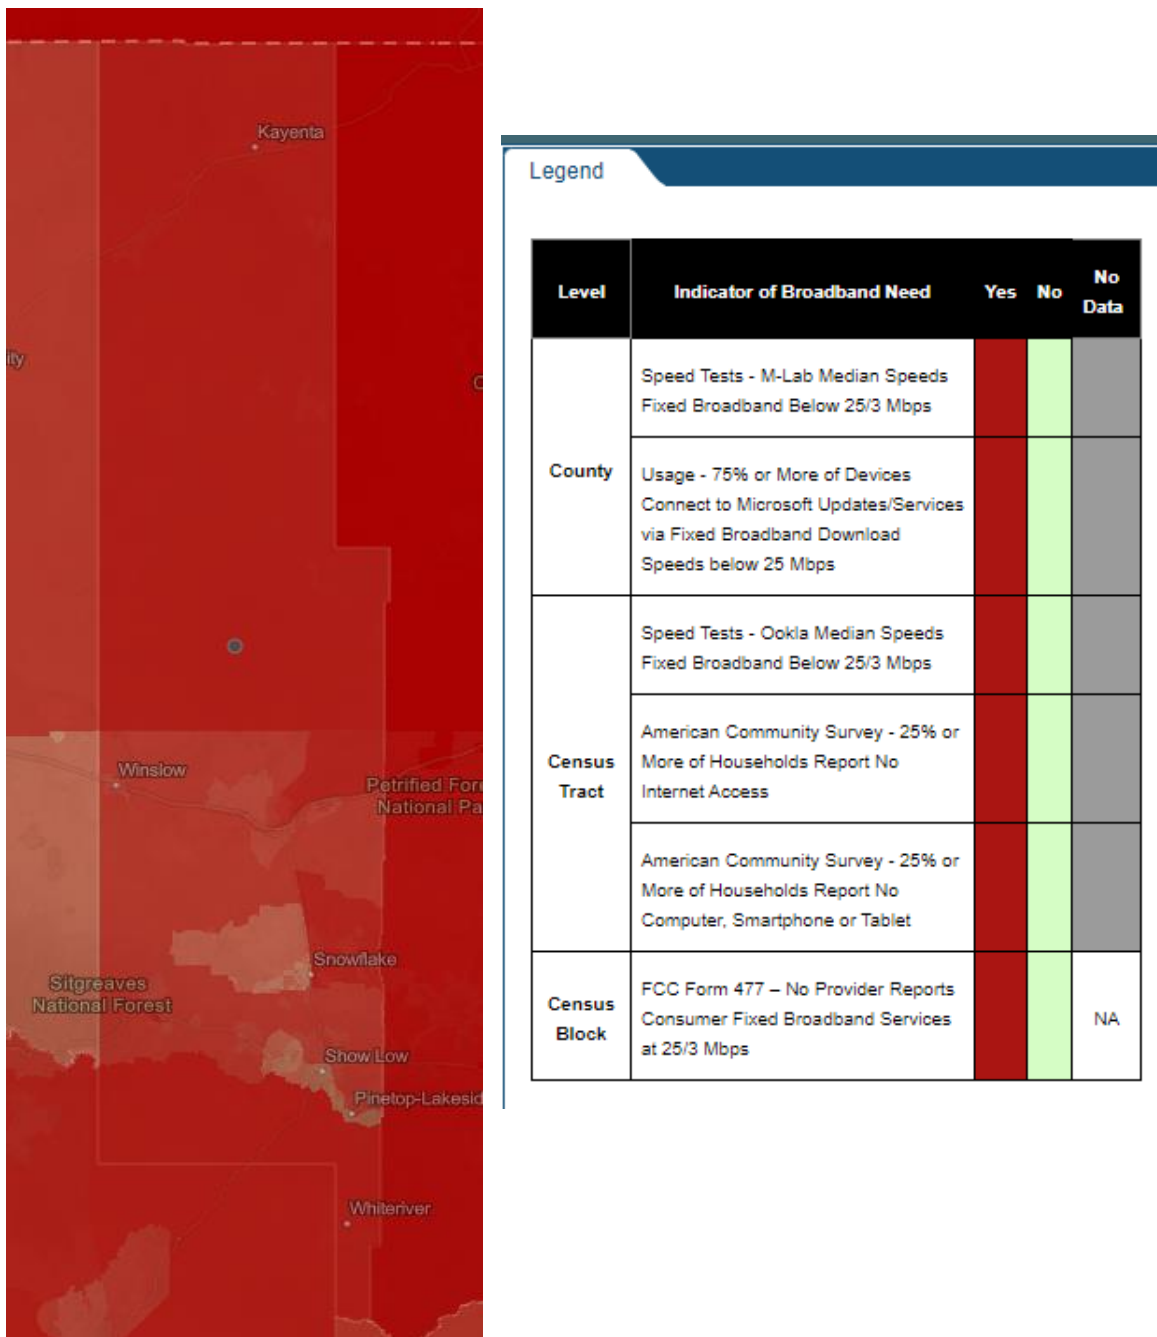 Kayenta
ity
C
Winslow
Petrified Fore
National Pa
Snowflake
Sitgreaves
National Forest
Show Low
Pinetop-Lakesid
Whiteriver
Legend
Level
Indicator of Broadband Need
Yes
No
No
Data
County
Speed Tests - M-Lab Median Speeds
Fixed Broadband Below 25/3 Mbps
Usage - 75% or More of Devices
Connect to Microsoft Updates/Services
via Fixed Broadband Download
Speeds below 25 Mbps
Census
Tract
Speed Tests - Ookla Median Speeds
Fixed Broadband Below 25/3 Mbps
American Community Survey - 25% or
More of Households Report No
Internet Access
American Community Survey - 25% or
More of Households Report No
Computer, Smartphone or Tablet
Census
Block
FCC Form 477 – No Provider Reports
Consumer Fixed Broadband Services
at 25/3 Mbps
NA